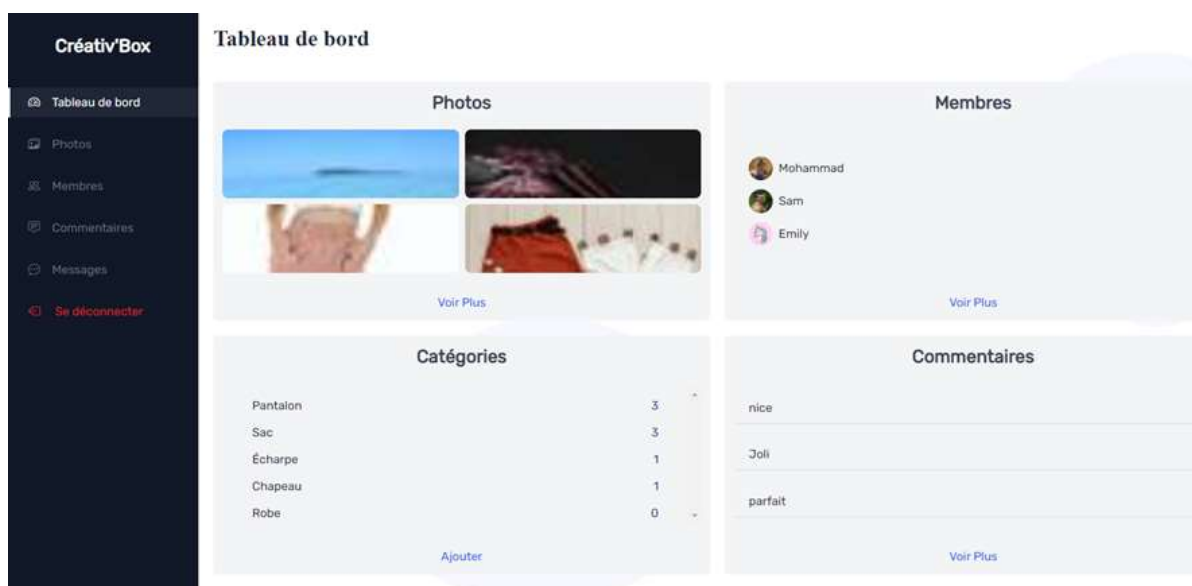 Créativ'Box
Tableau de bord
Photos
Membres
Commentaires
Messages
Se déconnecter
Tableau de bord
Photos
Voir Plus
Membres
Mohammad
Sam
Emily
Voir Plus
Catégories
Pantalon 3
Sac 3
Écharpe 1
Chapeau 1
Robe 0
Ajouter
Commentaires
nice
Joli
parfait
Voir Plus